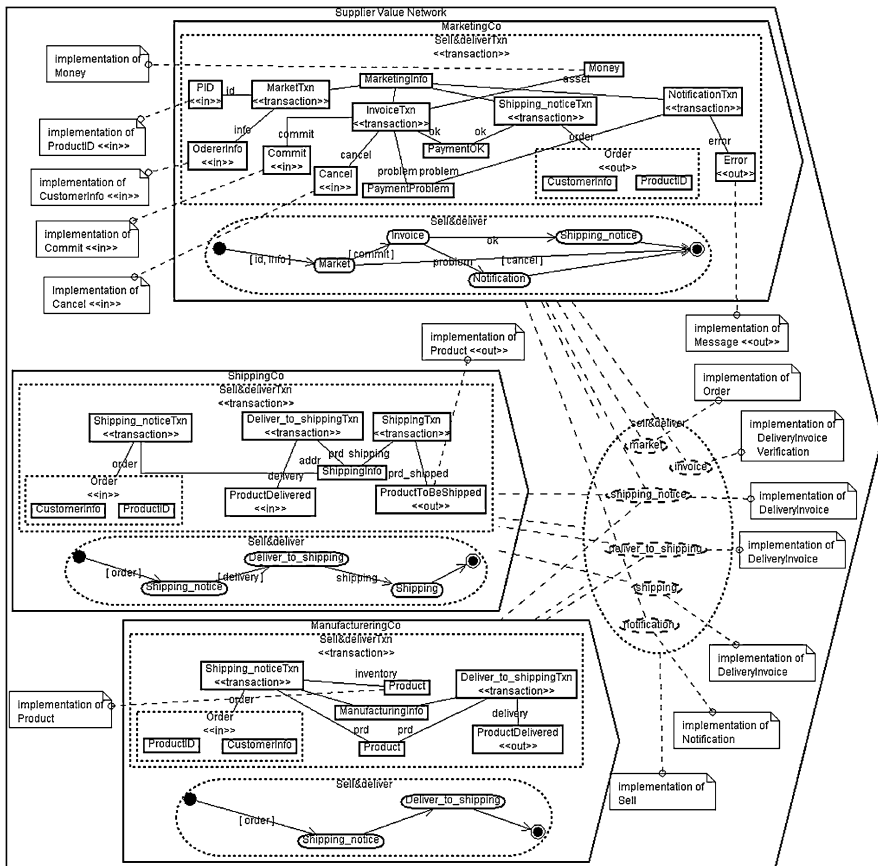 Supplier Value Network
MarketingCo
Sell&deliverTxn
<<transaction>>
implementation of
Money
Money
asset
PID
<<in>>
id
MarketTxn
<<transaction>>
MarketingInfo
NotificationTxn
<<transaction>>
InvoiceTxn
<<transaction>>
Shipping_noticeTxn
<<transaction>>
implementation of
ProductID <<in>>
info
commit
ok
ok
order
error
OdererInfo
<<in>>
Commit
<<in>>
cancel
PaymentOK
Order
<<out>>
CustomerInfo
ProductID
Error
<<out>>
Cancel
<<in>>
problem
problem
PaymentProblem
implementation of
CustomerInfo <<in>>
implementation of
Commit <<in>>
Implementation of
Cancel <<in>>
Sell&deliver
Invoice
ok
Shipping_notice
[ id, info]
[ commit]
Market
problem
[ cancel]
Notification
implementation of
Product <<out>>
implementation of
Message <<out>>
implementation of
Order
ShippingCo
Sell&deliverTxn
<<transaction>>
Shipping_noticeTxn
<<transaction>>
Deliver_to_shippingTxn
<<transaction>>
ShippingTxn
<<transaction>>
order
addr
prd
shipping
ShippingInfo
delivery
prd_shipped
Order
<<in>>
CustomerInfo
ProductID
ProductDelivered
<<in>>
ProductToBeShipped
<<out>>
Sell&deliver
Deliver_to_shipping
[ order]
[delivery]
Shipping_notice
shipping
Shipping
sell&deliver
market
invoice
shipping_notice
deliver_to_shipping
shipping
notification
implementation of
DeliveryInvoice
Verification
implementation of
DeliveryInvoice
implementation of
DeliveryInvoice
implementation of
DeliveryInvoice
implementation of
Notification
implementation of
Sell
ManufactureringCo
Sell&deliverTxn
<<transaction>>
Shipping_noticeTxn
<<transaction>>
inventory
Product
Deliver_to_shippingTxn
<<transaction>>
order
ManufacturingInfo
delivery
Implementation of
Product
Order
<<in>>
ProductID
CustomerInfo
prd
prd
Product
ProductDelivered
<<out>>
Sell&deliver
Deliver_to_shipping
[ order]
Shipping_notice